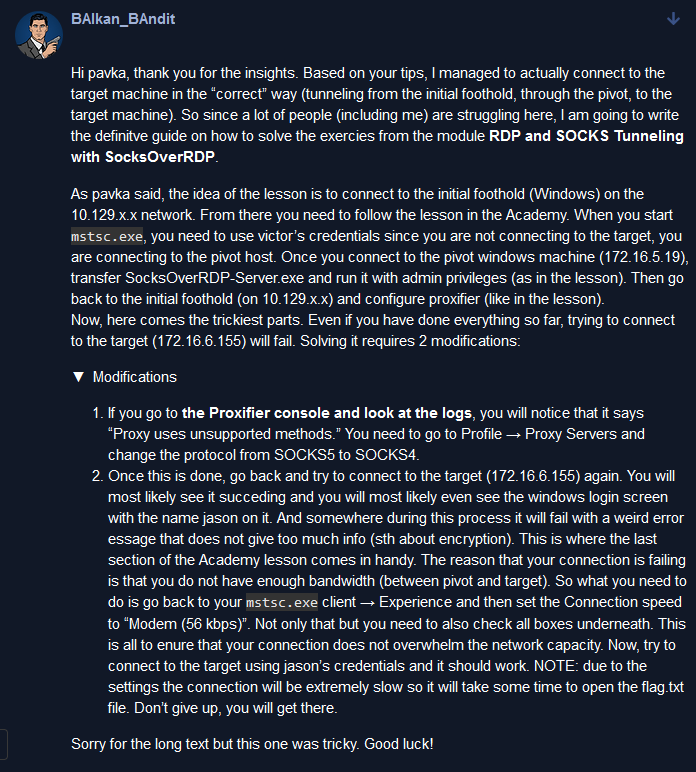 BAlkan_BAndit
Hi pavka, thank you for the insights. Based on your tips, I managed to actually connect to the
target machine in the “correct” way (tunneling from the initial foothold, through the pivot, to the
target machine). So since a lot of people (including me) are struggling here, I am going to write
the definitve guide on how to solve the exercies from the module RDP and SOCKS Tunneling
with SocksOverRDP.
As pavka said, the idea of the lesson is to connect to the initial foothold (Windows) on the
10.129.x.x network. From there you need to follow the lesson in the Academy. When you start
mstsc.exe, you need to use victor’s credentials since you are not connecting to the target, you
are connecting to the pivot host. Once you connect to the pivot windows machine (172.16.5.19),
transfer SocksOverRDP-Server.exe and run it with admin privileges (as in the lesson). Then go
back to the initial foothold (on 10.129.x.x) and configure proxifier (like in the lesson).
Now, here comes the trickiest parts. Even if you have done everything so far, trying to connect
to the target (172.16.6.155) will fail. Solving it requires 2 modifications:
▼ Modifications
1. If you go to the Proxifier console and look at the logs, you will notice that it says
“Proxy uses unsupported methods.” You need to go to Profile → Proxy Servers and
change the protocol from SOCKS5 to SOCKS4.
2. Once this is done, go back and try to connect to the target (172.16.6.155) again. You will
most likely see it succeding and you will most likely even see the windows login screen
with the name jason on it. And somewhere during this process it will fail with a weird error
essage that does not give too much info (sth about encryption). This is where the last
section of the Academy lesson comes in handy. The reason that your connection is failing
is that you do not have enough bandwidth (between pivot and target). So what you need to
do is go back to your mstsc.exe client → Experience and then set the Connection speed
to “Modem (56 kbps)”. Not only that but you need to also check all boxes underneath. This
is all to enure that your connection does not overwhelm the network capacity. Now, try to
connect to the target using jason’s credentials and it should work. NOTE: due to the
settings the connection will be extremely slow so it will take some time to open the flag.txt
file. Don’t give up, you will get there.
Sorry for the long text but this one was tricky. Good luck!